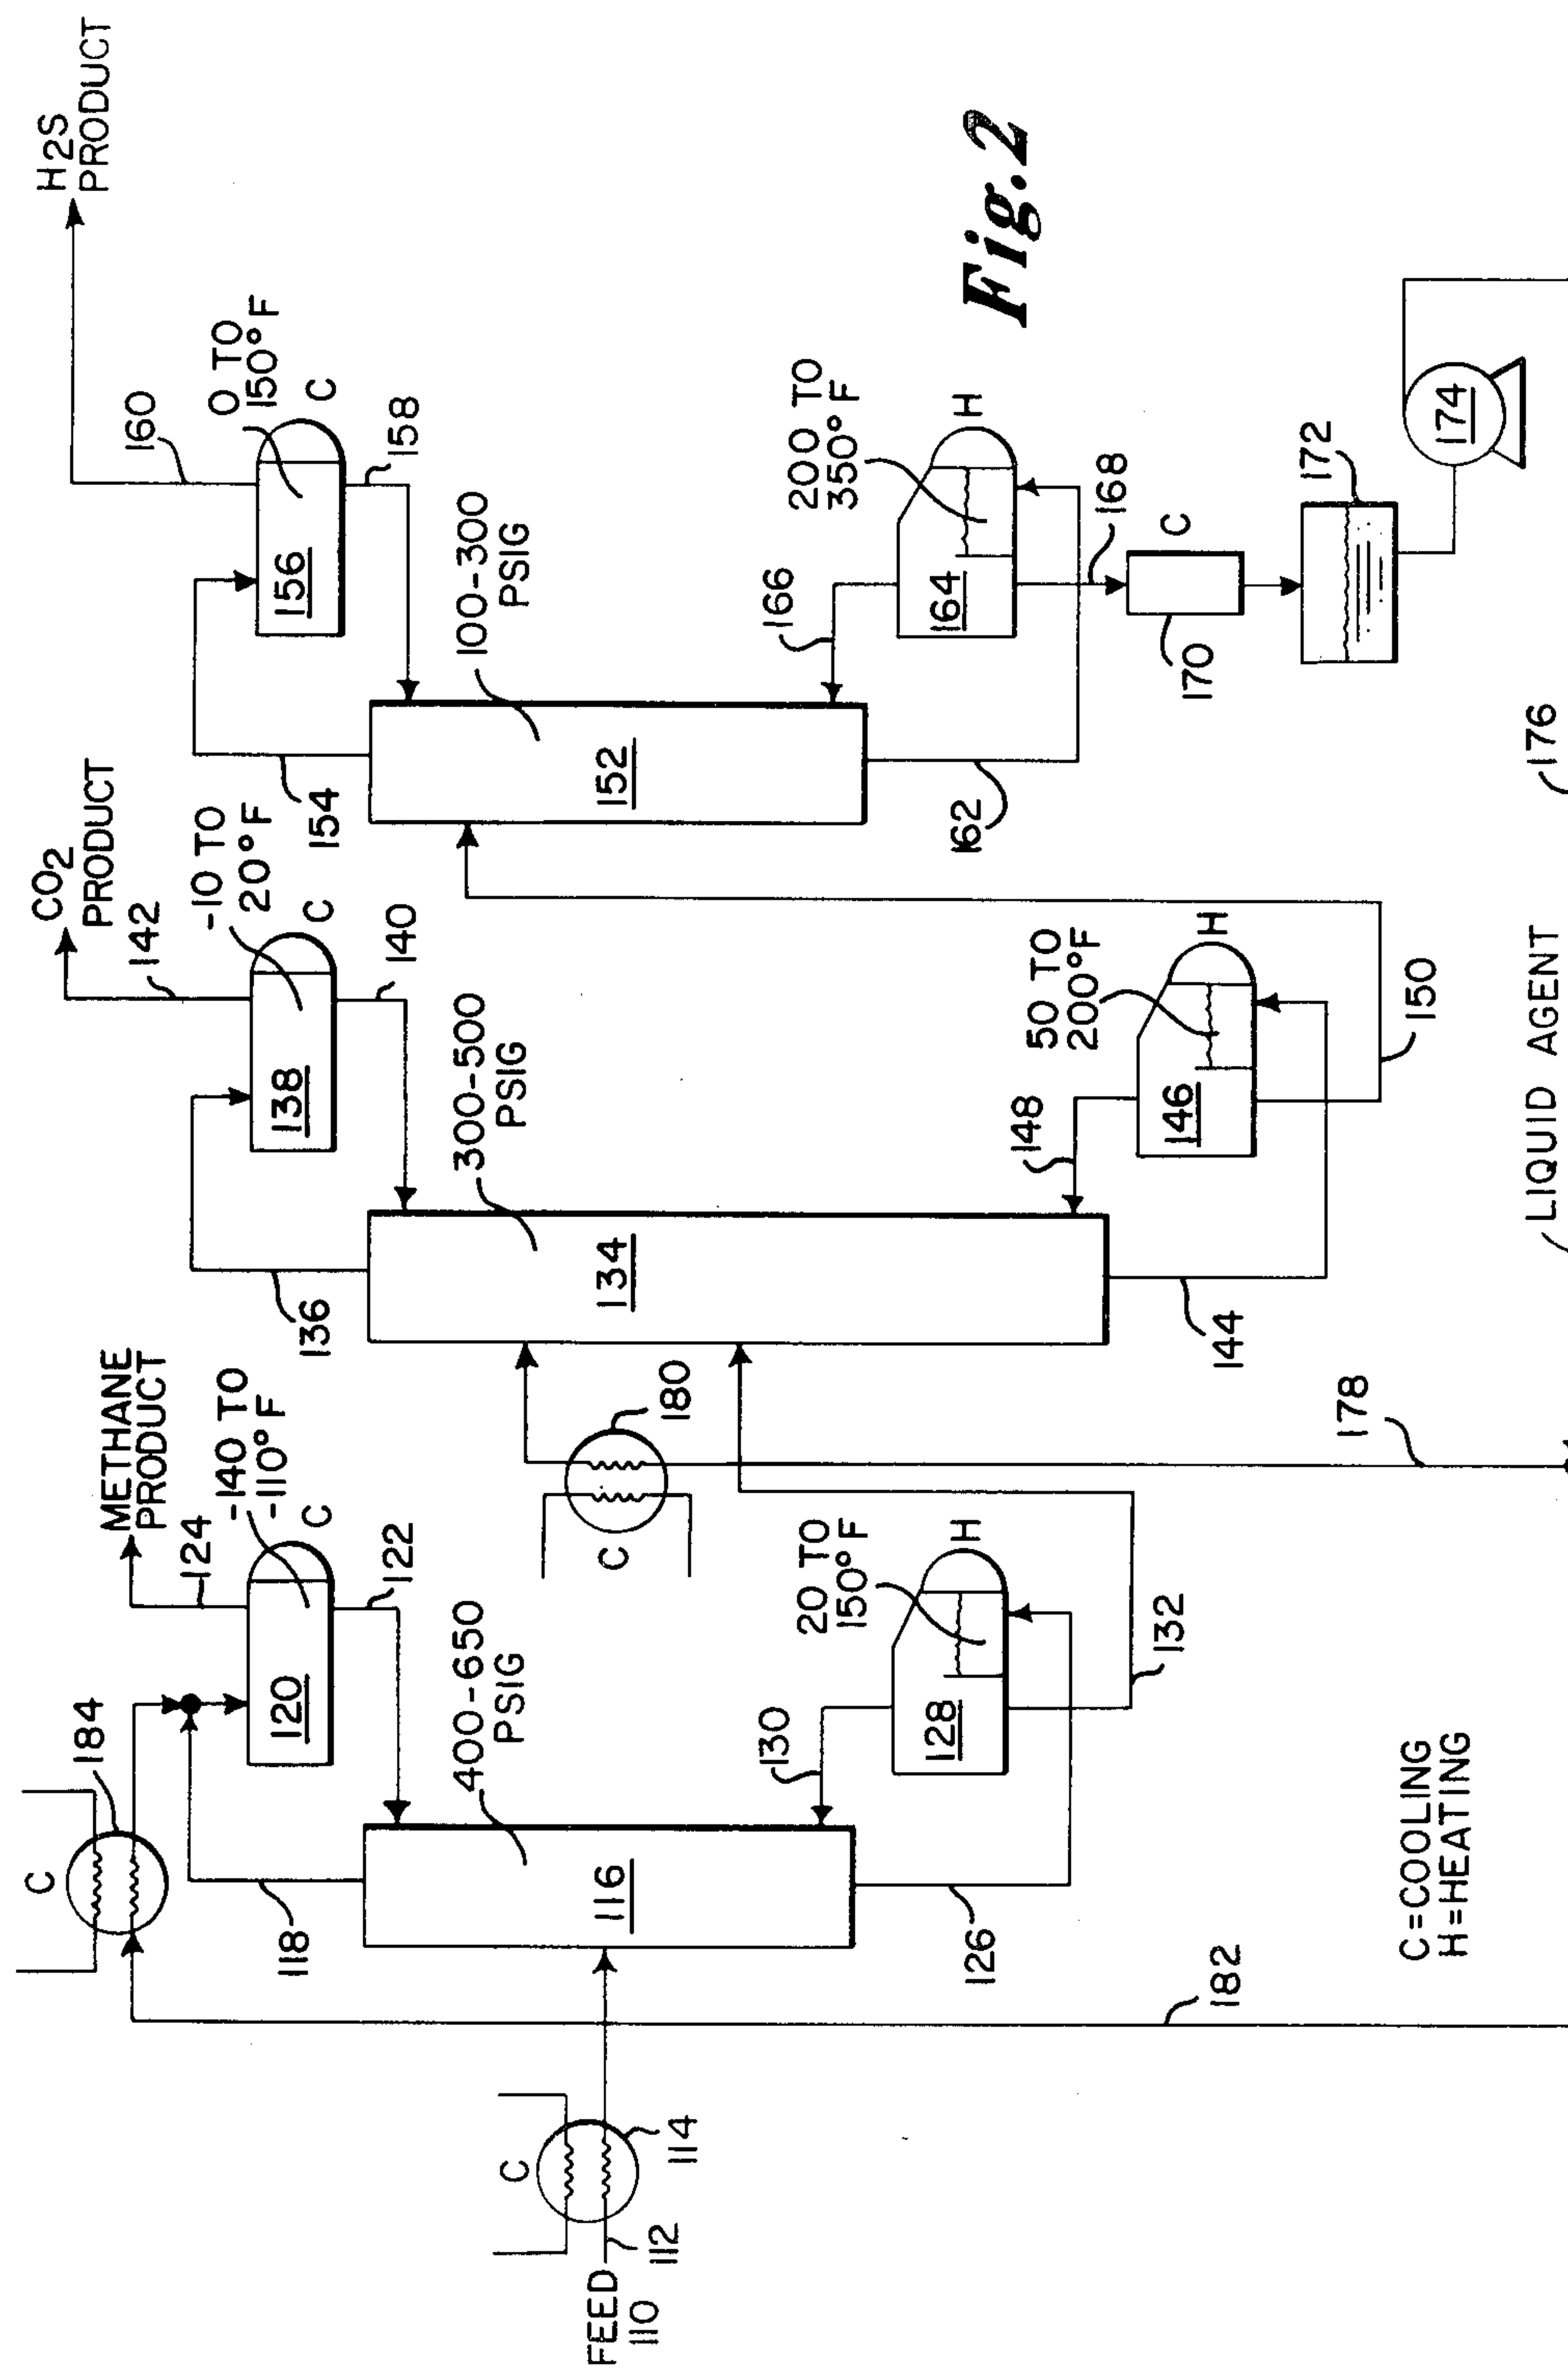 METHANE
PRODUCT
CO2
PRODUCT
H2S
PRODUCT
184
C
124
-140 TO
-110°F
120
C
122
118
400-650
PSIG
116
FEED
110
112
C
114
130
20 TO
150°F
128
H
126
132
182
142
-10 TO
20°F
138
C
140
136
300-500
PSIG
134
180
C
148
50 TO
200°F
146
H
144
150
178
160
0 TO
150°F
156
C
158
154
100-300
PSIG
152
166
200 TO
350°F
164
H
162
168
170
C
172
174
176
LIQUID AGENT
C=COOLING
H=HEATING
Fig.2